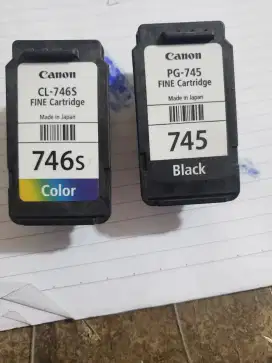 Canon
CL-746S
FINE Cartridge
Made in Japan
746s
Color
Canon
PG-745
FINE Cartridge
Made in Japan
745
Black